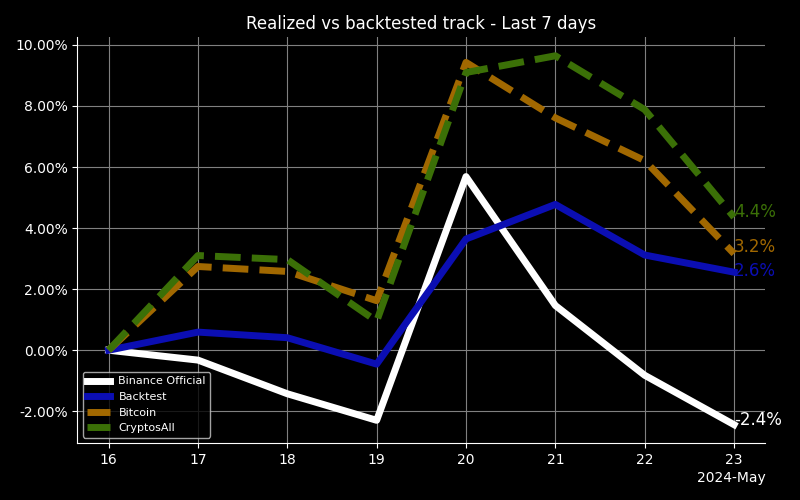 Realized vs backtested track - Last 7 days
10.00%
8.00%
6.00%
4.00%
2.00%
0.00%
-2.00%
4.4%
3.2%
2.6%
-2.4%
Binance Official
Backtest
Bitcoin
CryptosAll
16 17 18 19 20 21 22 23
2024-May